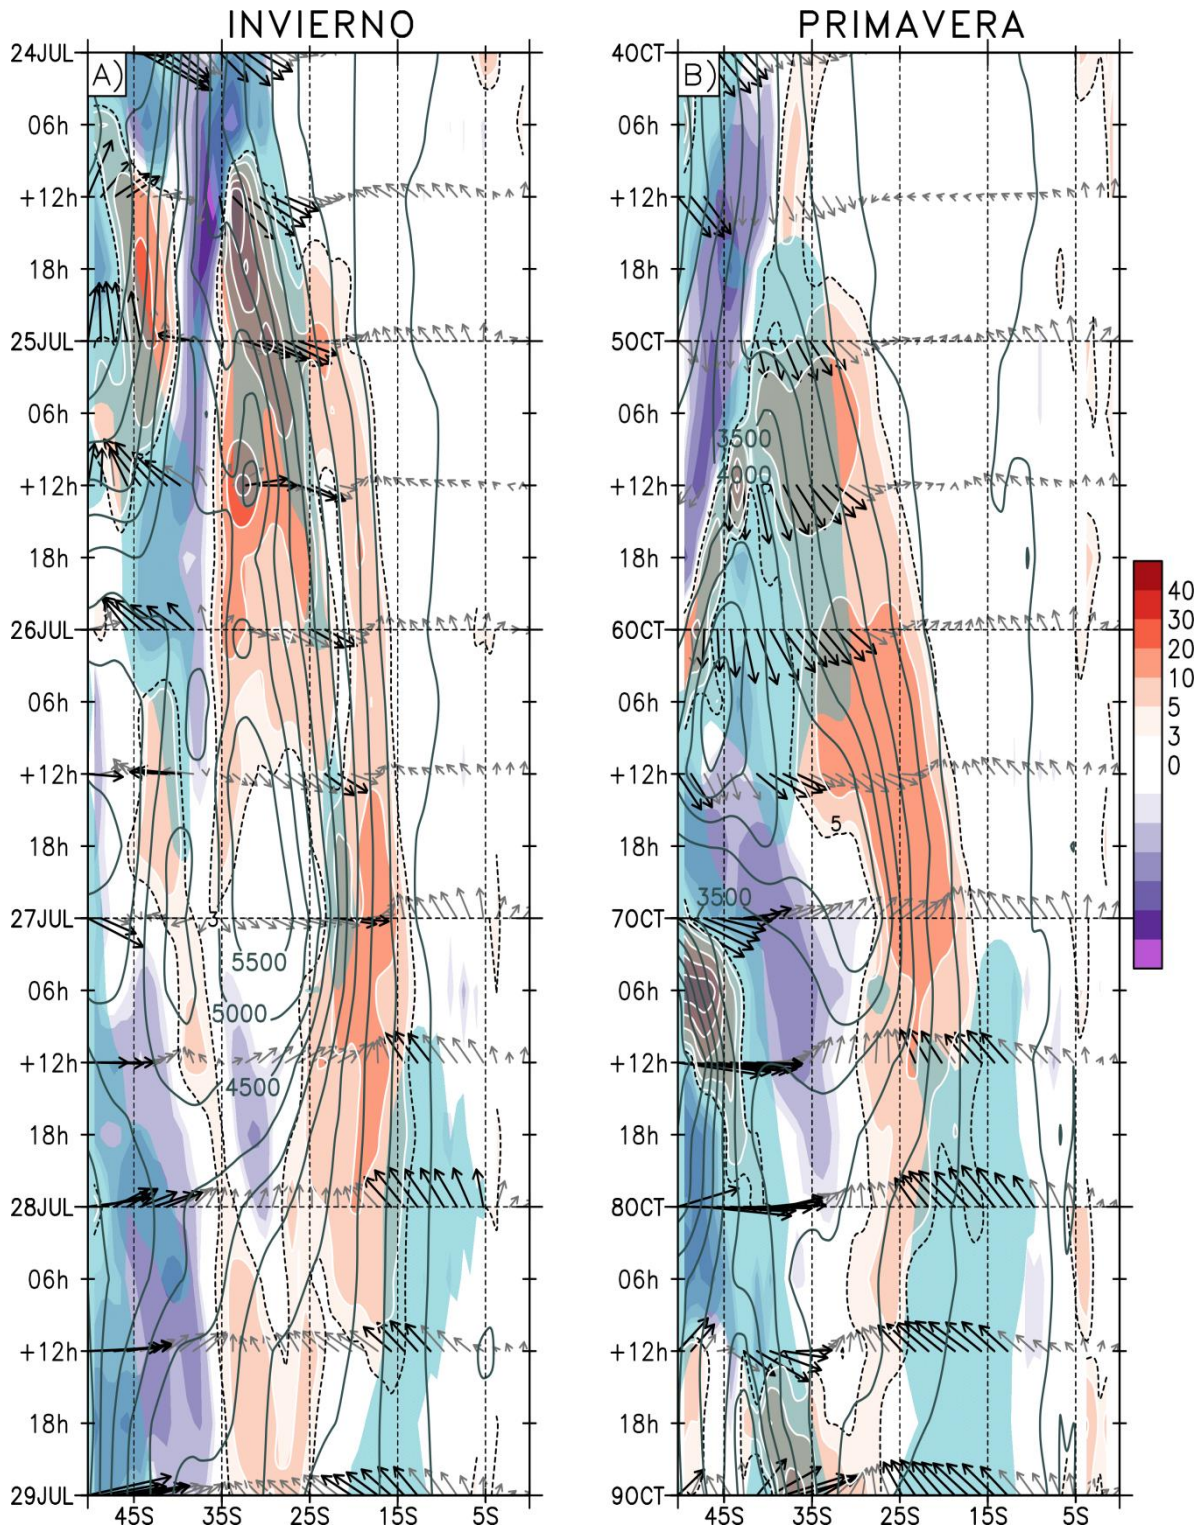 INVIERNO
PRIMAVERA
A)
24JUL
06h
+12h
18h
25JUL
06h
+12h
18h
26JUL
06h
+12h
18h
27JUL
06h
+12h
18h
28JUL
06h
+12h
18h
29JUL
3
5500
5000
4500
45S
35S
25S
15S
5S
B)
4OCT
06h
+12h
18h
5OCT
06h
+12h
18h
6OCT
06h
+12h
18h
7OCT
06h
+12h
18h
8OCT
06h
+12h
18h
9OCT
3500
4000
5
3500
45S
35S
25S
15S
5S
40
30
20
10
5
3
0